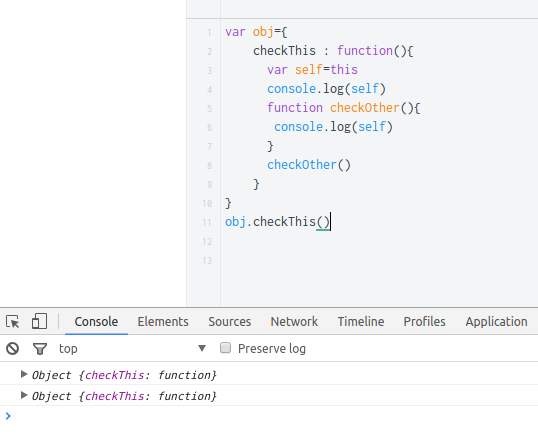 1 var obj={
2 checkThis : function(){
3 var self=this
4 console.log(self)
5 function checkOther(){
6 console.log(self)
7 }
8 checkOther()
9 }
10 }
11 obj.checkThis()
12
13
Console Elements Sources Network Timeline Profiles Application
top Preserve log
Object {checkThis: function}
Object {checkThis: function}